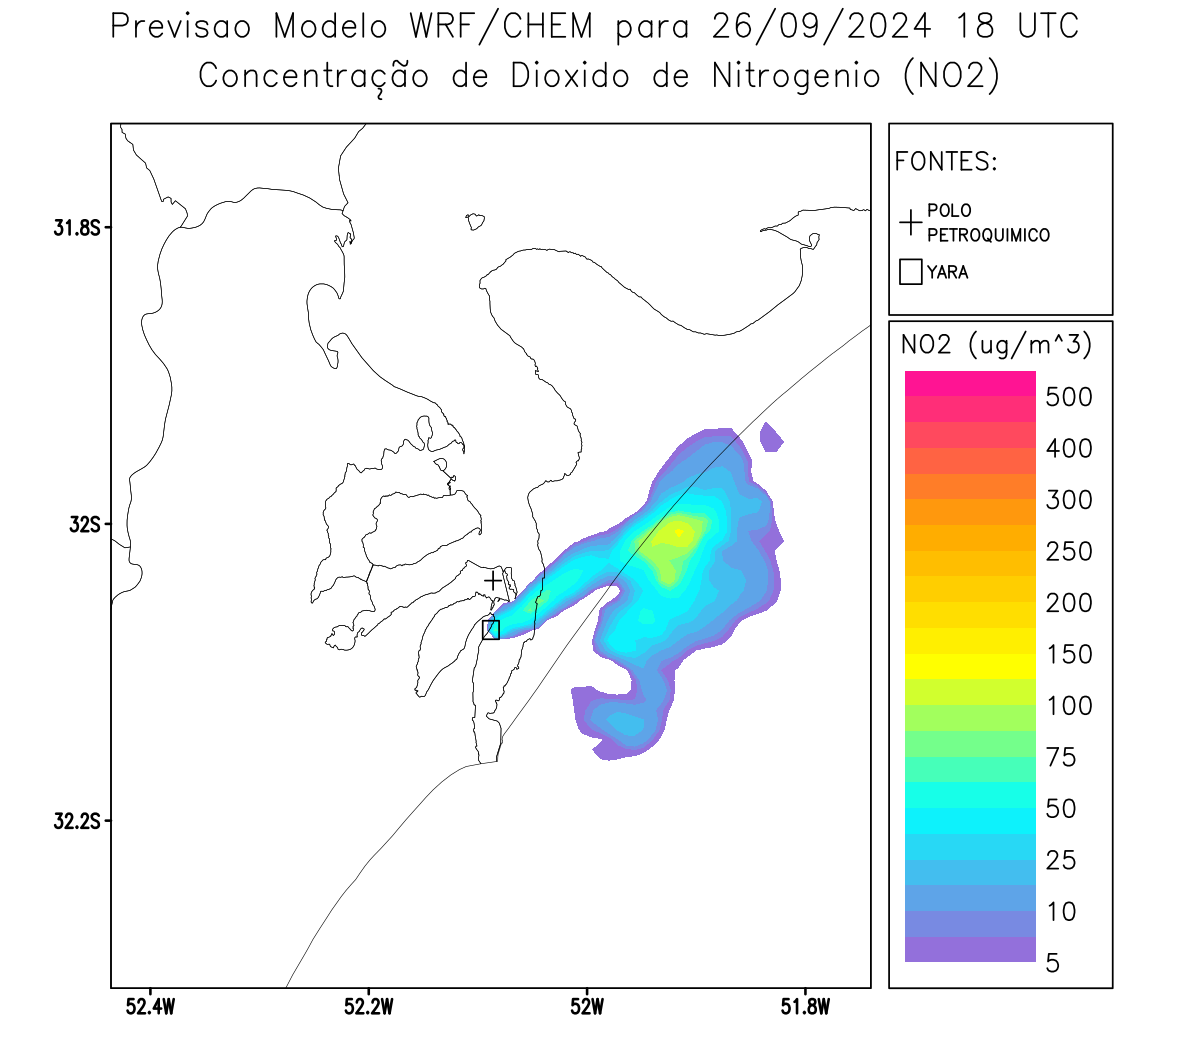 Previsao Modelo WRF/CHEM para 26/09/2024 18 UTC
Concentração de Dioxido de Nitrogenio (NO2)
FONTES:
POLO
PETROQUIMICO
YARA
NO2 (ug/m^3)
500
400
300
250
200
150
100
75
50
25
10
5
31.8S
32S
32.2S
52.4W
52.2W
52W
51.8W